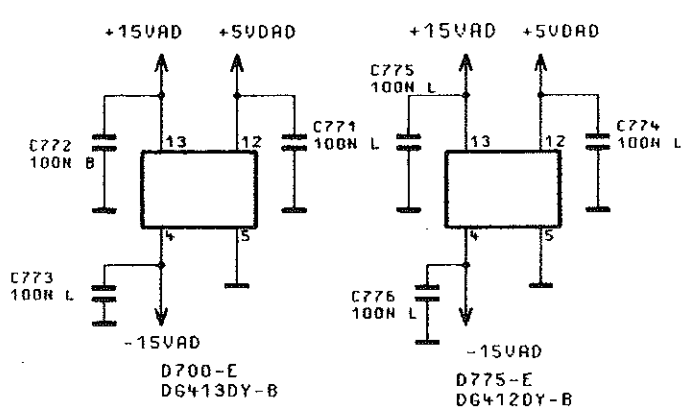 +15VAD +5VDAD
C772
100N B
13 12
C771
100N L
4 5
C773
100N L
-15VAD
D700-E
DG413DY-B
+15VAD +5VDAD
C775
100N L
13 12
C774
100N L
4 5
C776
100N L
-15VAD
D775-E
DG412DY-B